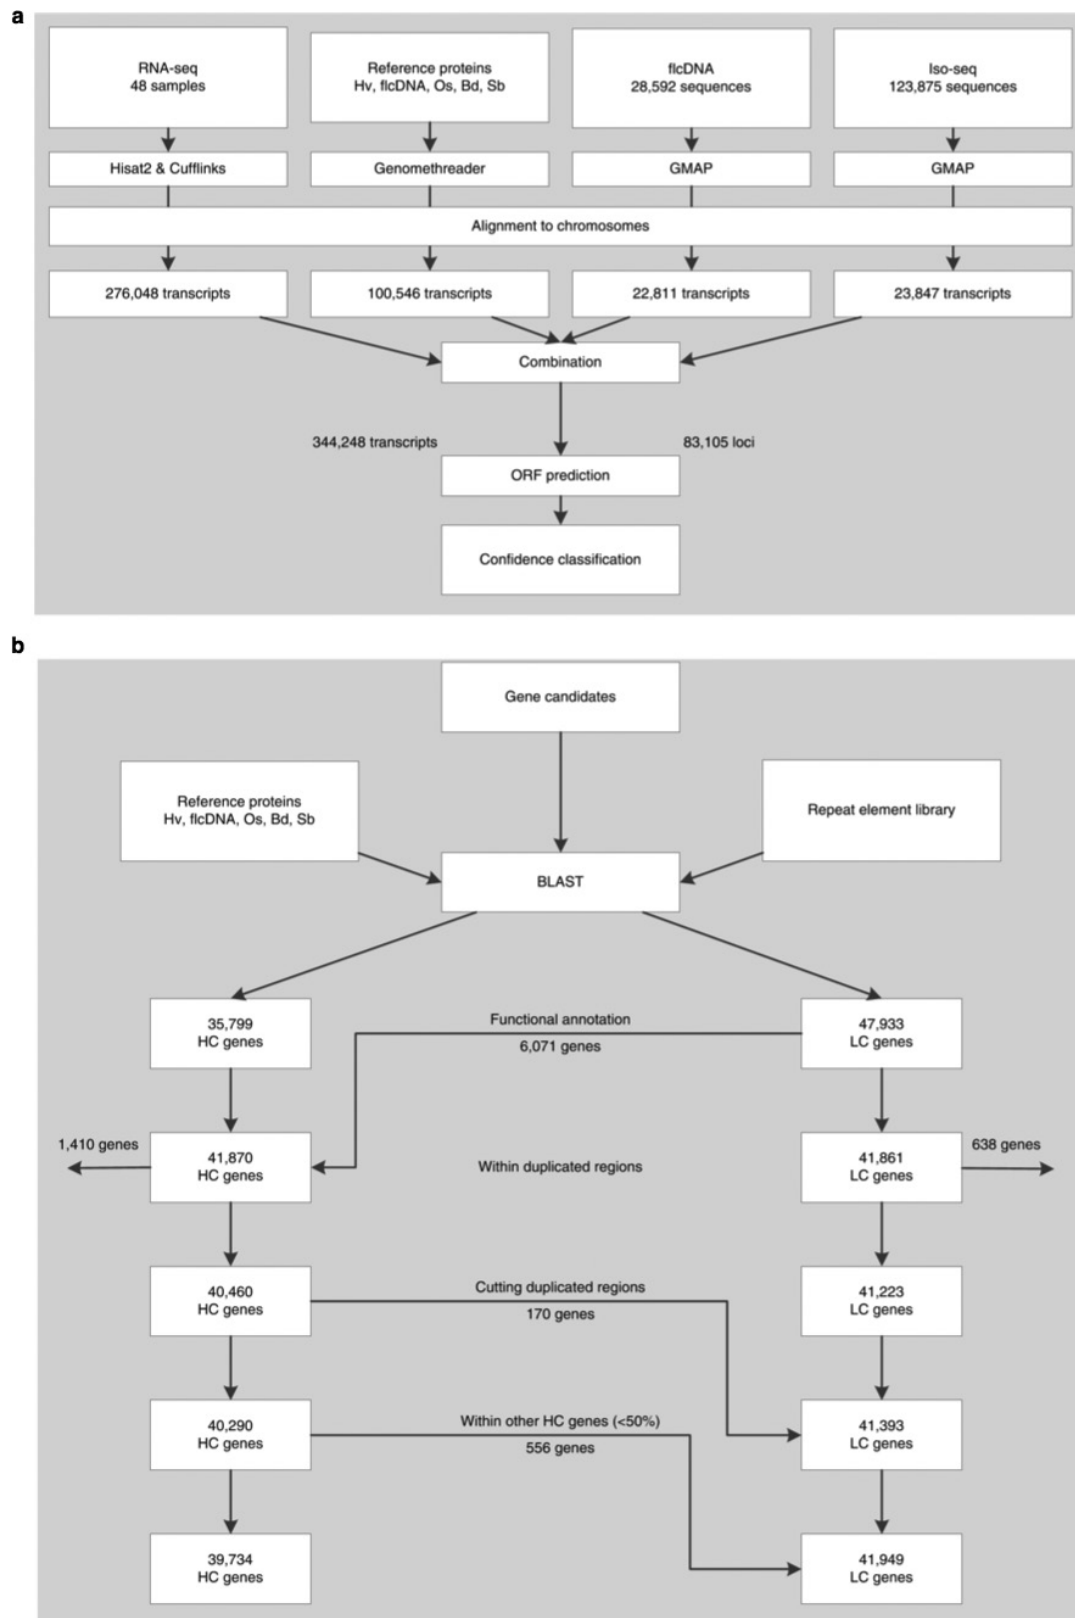 a
RNA-seq
48 samples
Reference proteins
Hv, flcDNA, Os, Bd, Sb
flcDNA
28,592 sequences
Iso-seq
123,875 sequences
Hisat2 & Cufflinks
Genomethreader
GMAP
GMAP
Alignment to chromosomes
276,048 transcripts
100,546 transcripts
22,811 transcripts
23,847 transcripts
Combination
344,248 transcripts
83,105 loci
ORF prediction
Confidence classification
b
Gene candidates
Reference proteins
Hv, flcDNA, Os, Bd, Sb
Repeat element library
BLAST
35,799
HC genes
Functional annotation
6,071 genes
47,933
LC genes
1,410 genes
41,870
HC genes
Within duplicated regions
41,861
LC genes
638 genes
40,460
HC genes
Cutting duplicated regions
170 genes
41,223
LC genes
40,290
HC genes
Within other HC genes (<50%)
556 genes
41,393
LC genes
39,734
HC genes
41,949
LC genes